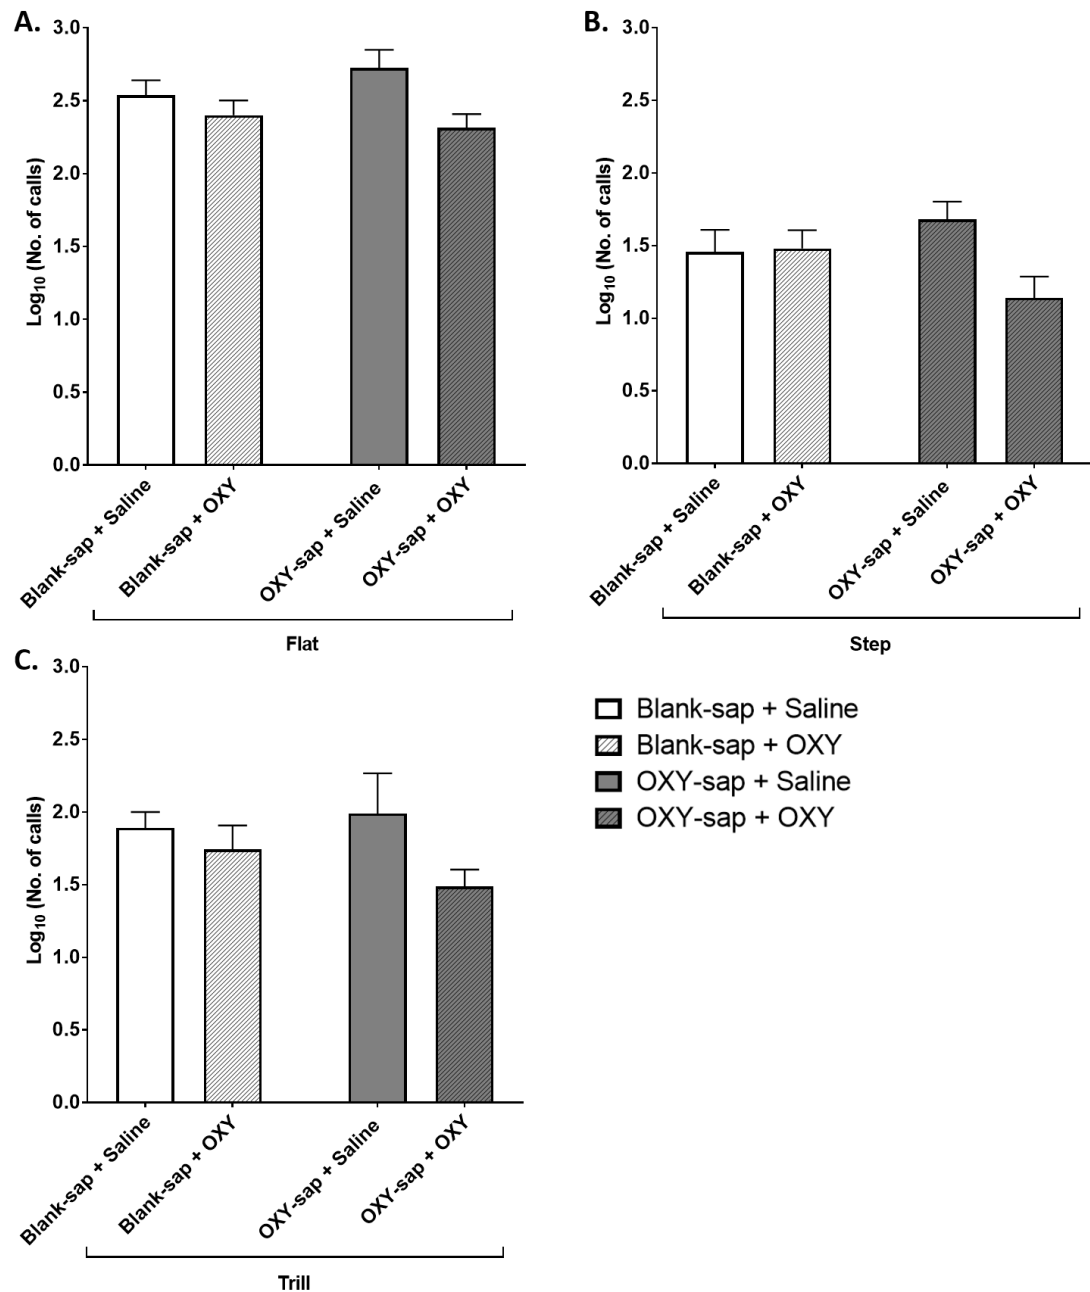 A.
3.0
2.5
2.0
1.5
1.0
0.5
0.0
Log10 (No. of calls)
Blank-sap + Saline
Blank-sap + OXY
OXY-sap + Saline
OXY-sap + OXY
Flat
B.
3.0
2.5
2.0
1.5
1.0
0.5
0.0
Log10 (No. of calls)
Blank-sap + Saline
Blank-sap + OXY
OXY-sap + Saline
OXY-sap + OXY
Step
C.
3.0
2.5
2.0
1.5
1.0
0.5
0.0
Log10 (No. of calls)
Blank-sap + Saline
Blank-sap + OXY
OXY-sap + Saline
OXY-sap + OXY
Trill
Blank-sap + Saline
Blank-sap + OXY
OXY-sap + Saline
OXY-sap + OXY